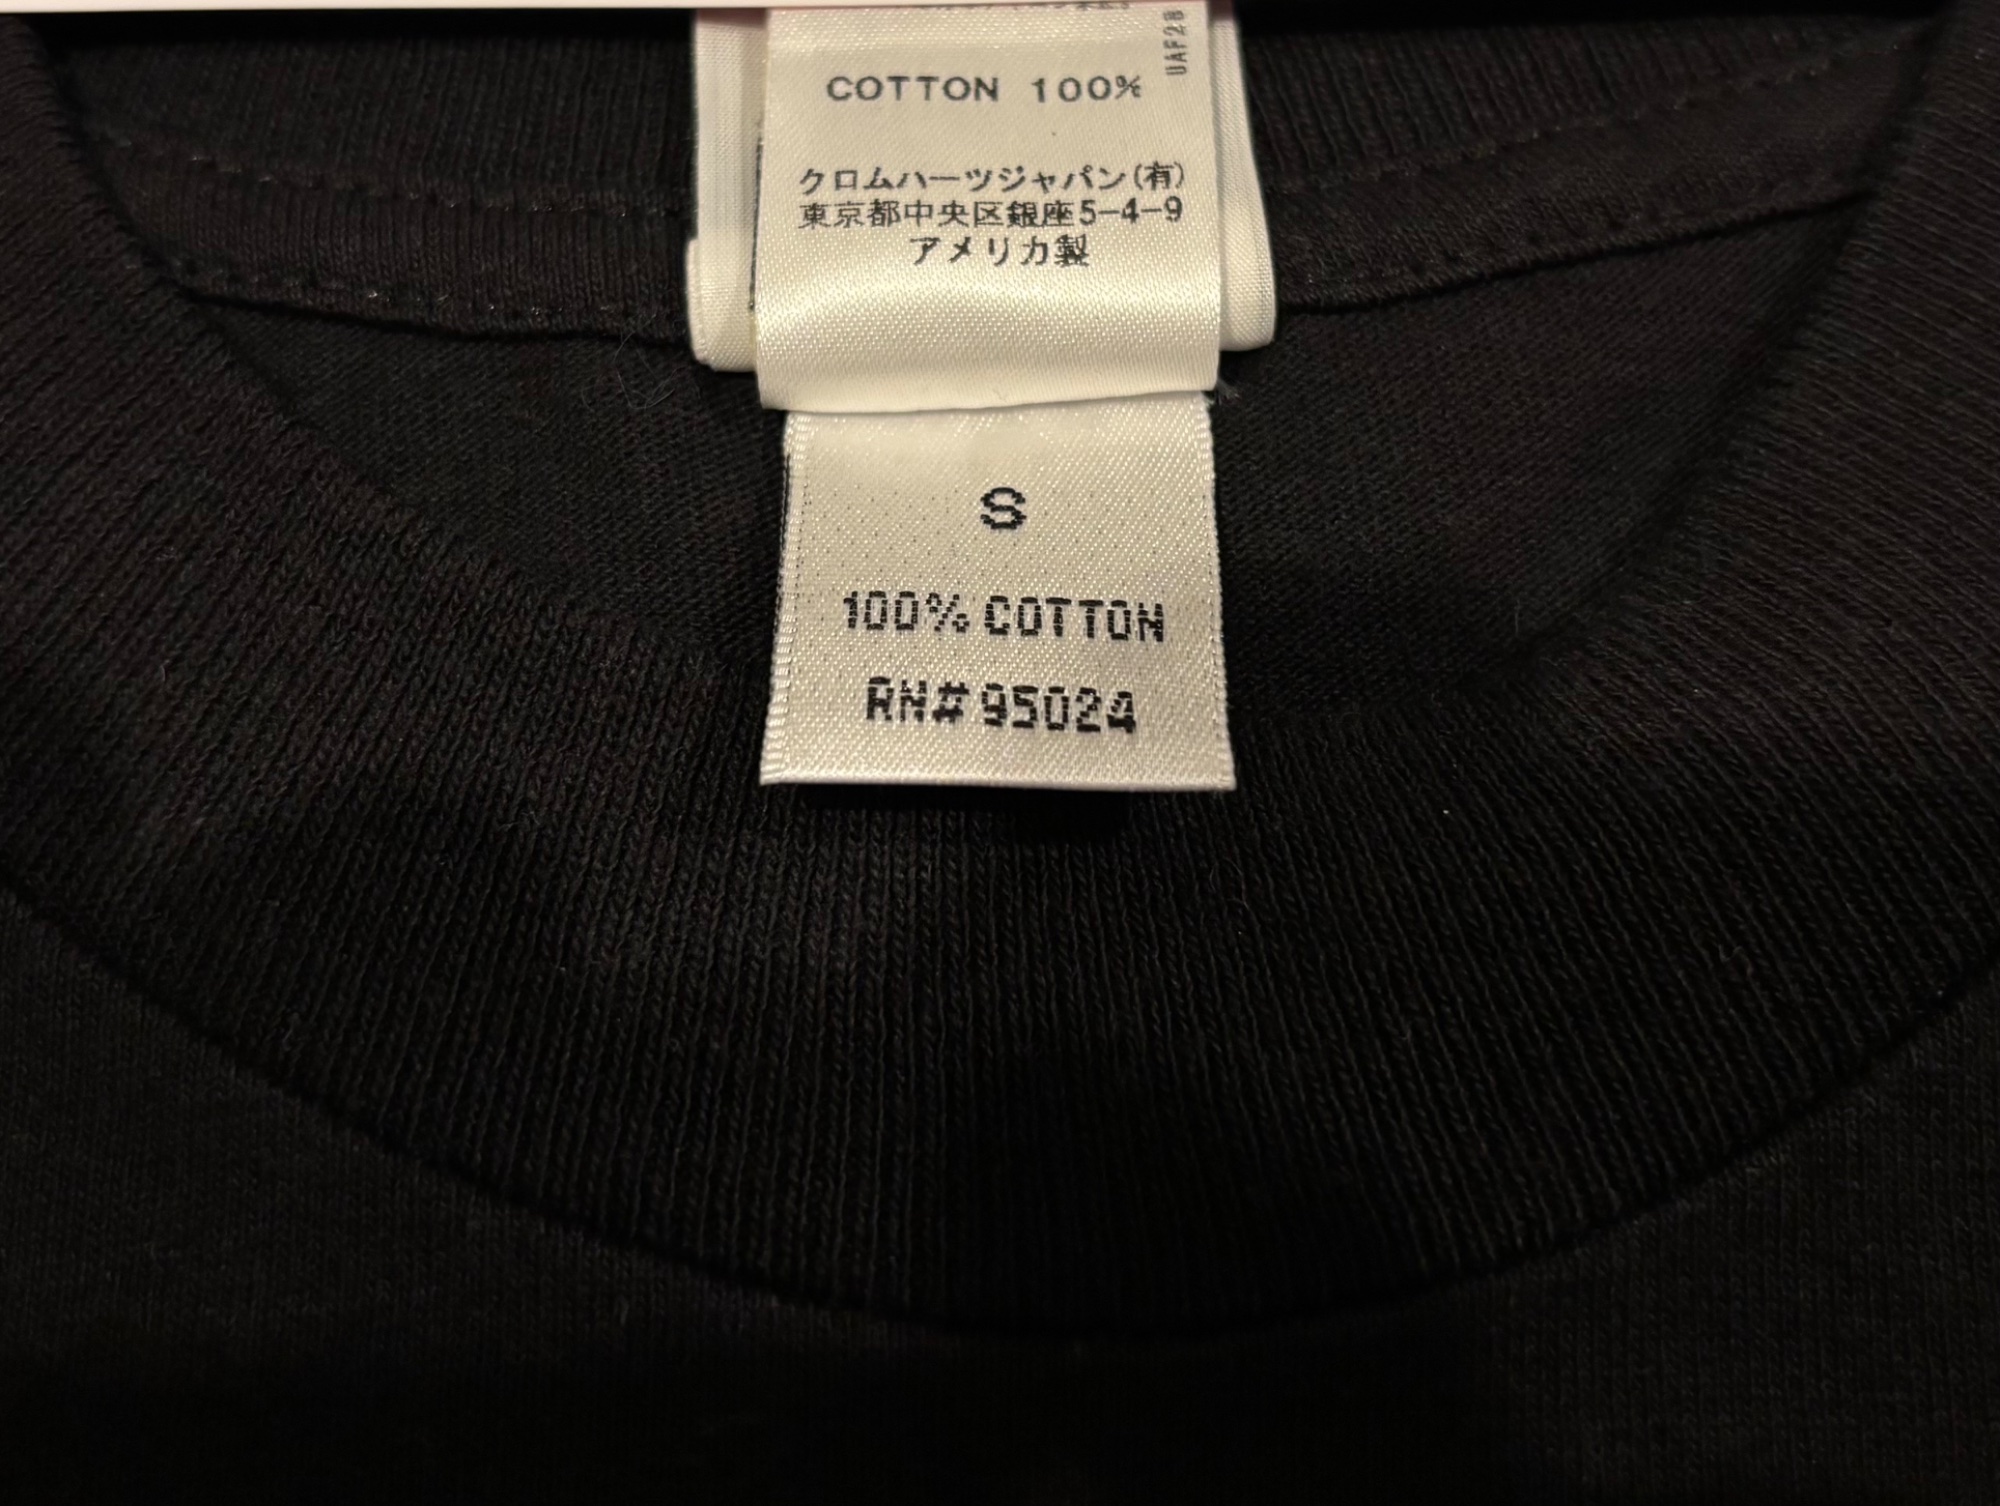 UAF28
COTTON 100%
クロムハーツジャパン(有)
東京都中央区銀座5-4-9
アメリカ製
S
100% COTTON
RN# 95024